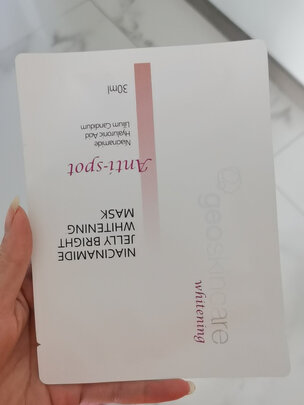 geoskincare
whitening
NIACINAMIDE
JELLY BRIGHT
WHITENING
MASK
Anti-spot
Niacinamide
Hyaluronic Acid
Lilium Candidum
30ml